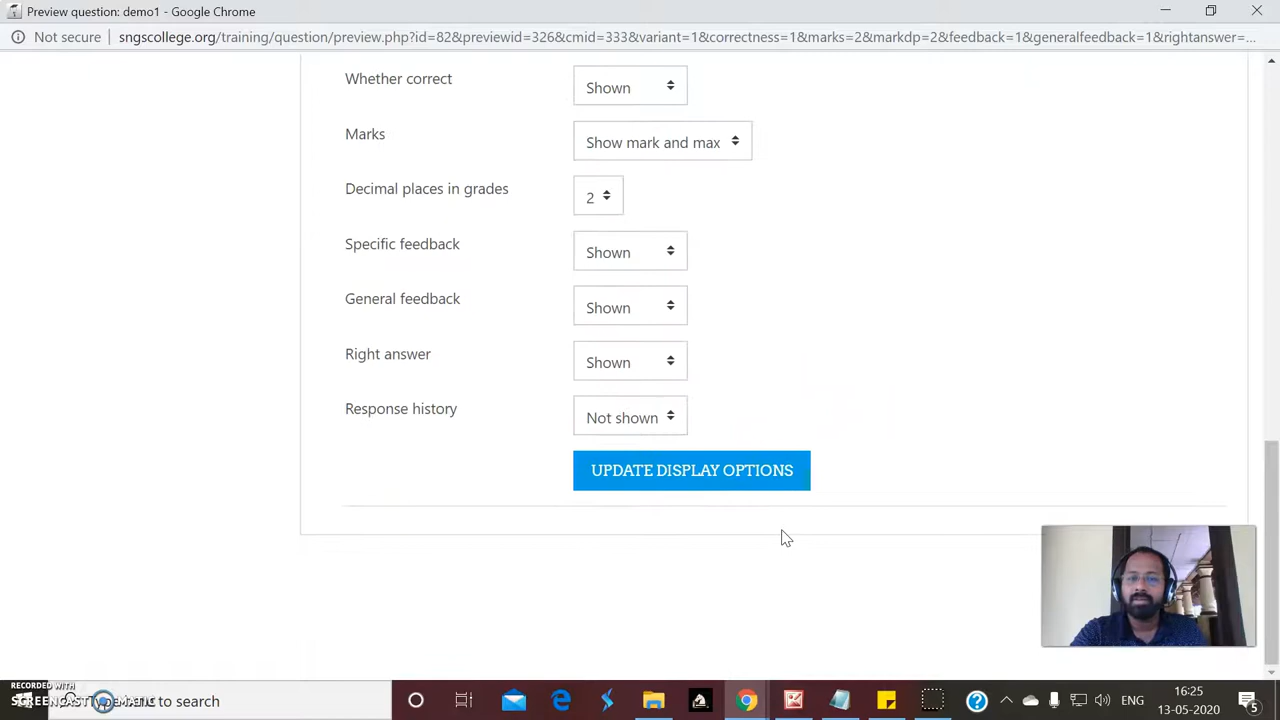 Preview question: demo1 - Google Chrome
Not secure
sngscollege.org/training/question/preview.php?id=82&previewid=326&cmid=333&variant=1&correctness=1&marks=2&markdp=2&feedback=1&generalfeedback=1&rightanswer=...
Whether correct
Shown
Marks
Show mark and max
Decimal places in grades
2
Specific feedback
Shown
General feedback
Shown
Right answer
Shown
Response history
Not shown
UPDATE DISPLAY OPTIONS
RECORDED WITH
SCREENCAST MATIC
to search
ENG
16:25
13-05-2020
5